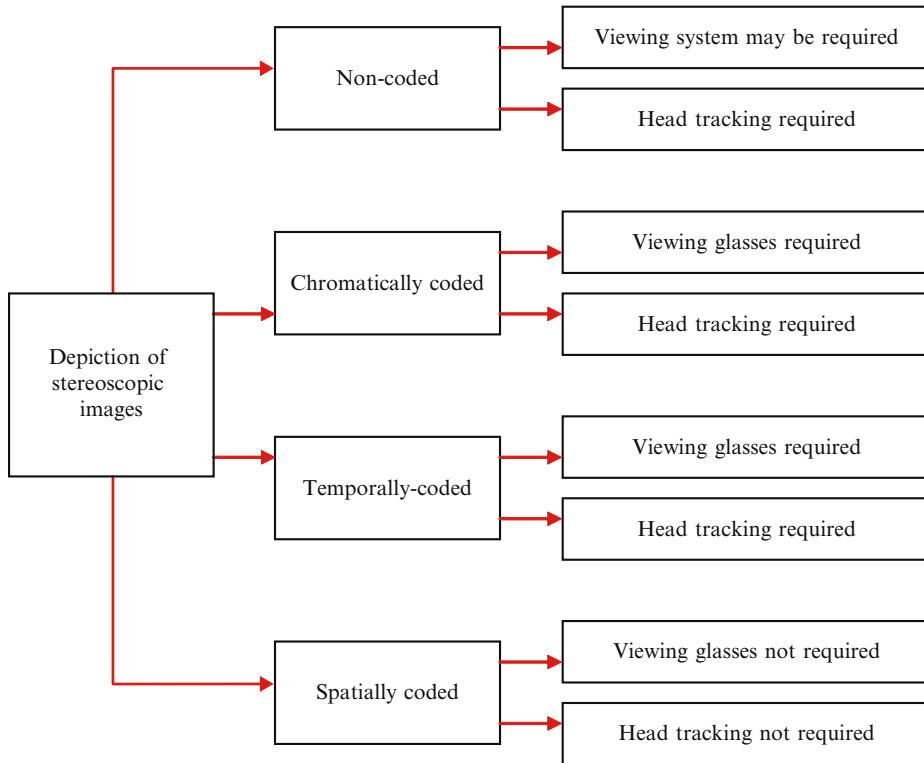 Viewing system may be required
Non-coded
Head tracking required
Viewing glasses required
Chromatically coded
Head tracking required
Depiction of
stereoscopic
images
Viewing glasses required
Temporally-coded
Head tracking required
Viewing glasses not required
Spatially coded
Head tracking not required